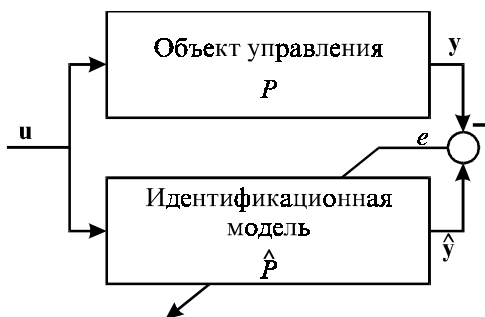 Объект управления
P
y
u
e
−
Идентификационная
модель
P̂
ŷ